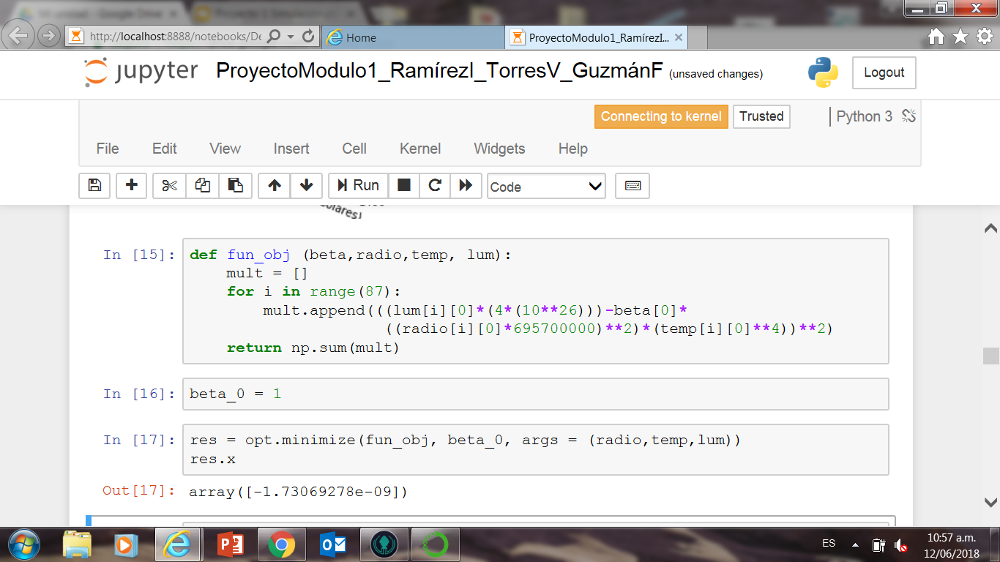 http://localhost:8888/notebooks/De
Home
ProyectoModulo1_RamírezI...
jupyter
ProyectoModulo1_RamírezI_TorresV_GuzmánF (unsaved changes)
Logout
Connecting to kernel
Trusted
Python 3
File Edit View Insert Cell Kernel Widgets Help
Run
Code
In [15]:
def fun_obj (beta,radio,temp, lum):
    mult = []
    for i in range(87):
        mult.append(((lum[i][0]*(4*(10**26)))-beta[0]*
                     ((radio[i][0]*695700000)**2)*(temp[i][0]**4))**2)
    return np.sum(mult)
In [16]:
beta_0 = 1
In [17]:
res = opt.minimize(fun_obj, beta_0, args = (radio,temp,lum))
res.x
Out[17]:
array([-1.73069278e-09])
ES
10:57 a.m.
12/06/2018